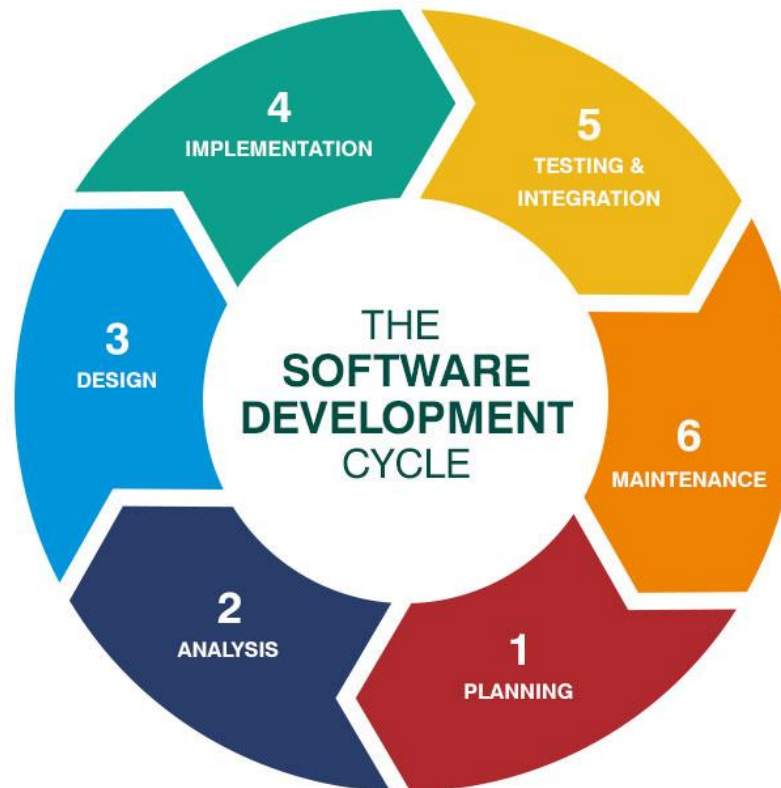 THE
SOFTWARE
DEVELOPMENT
CYCLE
1
PLANNING
2
ANALYSIS
3
DESIGN
4
IMPLEMENTATION
5
TESTING &
INTEGRATION
6
MAINTENANCE